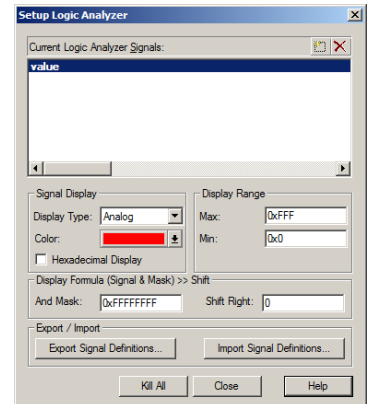 Setup Logic Analyzer
Current Logic Analyzer Signals:
value
Signal Display
Display Range
Display Type: Analog
Max: 0xFFF
Color:
Min: 0x0
Hexadecimal Display
Display Formula (Signal & Mask) >> Shift
And Mask: 0xFFFFFFFF
Shift Right: 0
Export / Import
Export Signal Definitions...
Import Signal Definitions...
Kill All
Close
Help